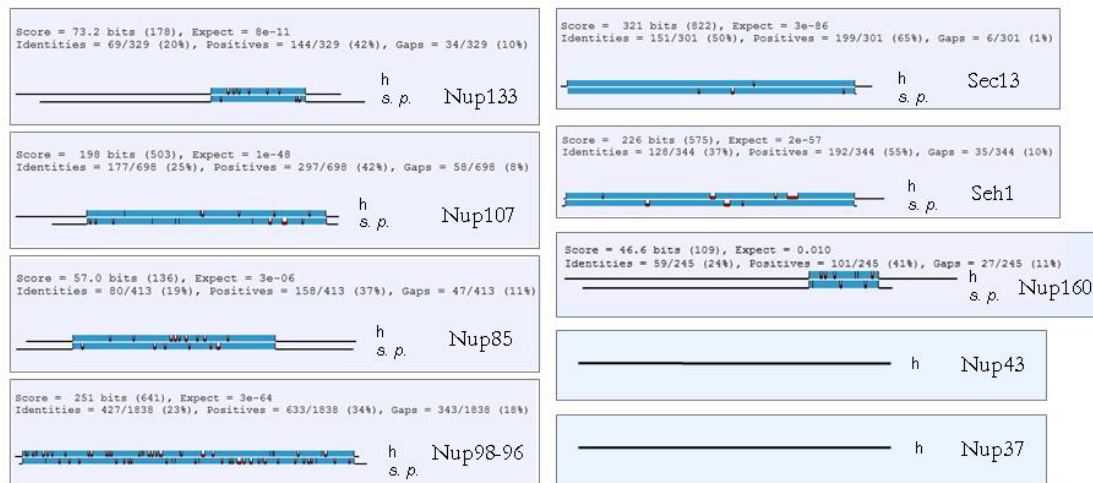 Score = 73.2 bits (178), Expect = 8e-11
Identities = 69/329 (20%), Positives = 144/329 (42%), Gaps = 34/329 (10%)
h
s. p.
Nup133
Score = 198 bits (503), Expect = 1e-48
Identities = 177/698 (25%), Positives = 297/698 (42%), Gaps = 58/698 (8%)
h
s. p.
Nup107
Score = 57.0 bits (136), Expect = 3e-06
Identities = 80/413 (19%), Positives = 158/413 (37%), Gaps = 47/413 (11%)
h
s. p.
Nup85
Score = 251 bits (641), Expect = 3e-64
Identities = 427/1838 (23%), Positives = 633/1838 (34%), Gaps = 343/1838 (18%)
h
s. p.
Nup98-96
Score = 321 bits (822), Expect = 3e-86
Identities = 151/301 (50%), Positives = 199/301 (65%), Gaps = 6/301 (1%)
h
s. p.
Sec13
Score = 226 bits (575), Expect = 2e-57
Identities = 128/344 (37%), Positives = 192/344 (55%), Gaps = 35/344 (10%)
h
s. p.
Seh1
Score = 46.6 bits (109), Expect = 0.010
Identities = 59/245 (24%), Positives = 101/245 (41%), Gaps = 27/245 (11%)
h
s. p.
Nup160
h Nup43
h Nup37